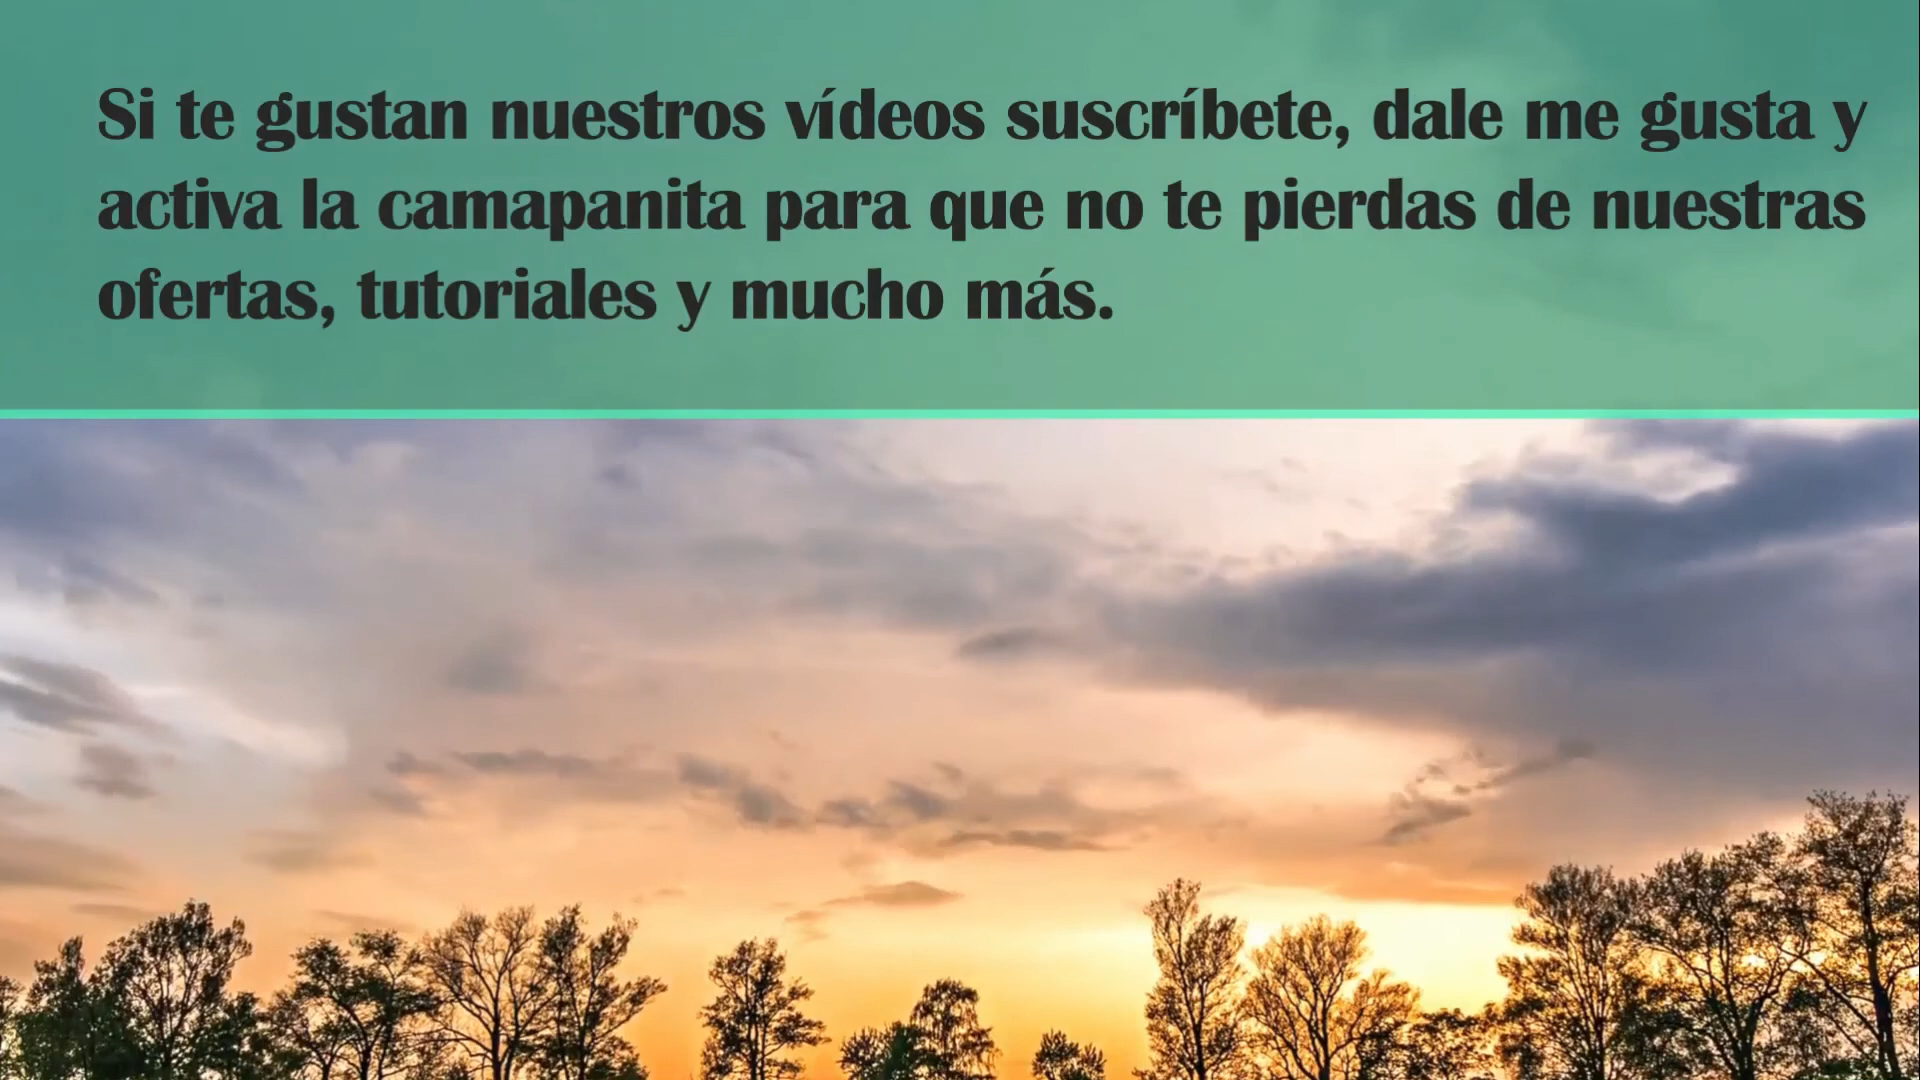 Si te gustan nuestros vídeos suscríbete, dale me gusta y
activa la camapanita para que no te pierdas de nuestras
ofertas, tutoriales y mucho más.